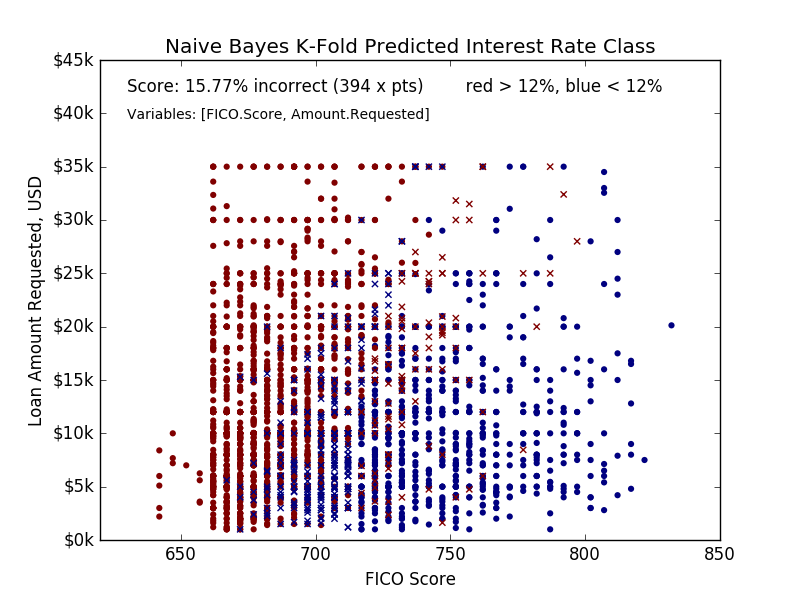 Naive Bayes K-Fold Predicted Interest Rate Class
Score: 15.77% incorrect (394 x pts) red > 12%, blue < 12%
Variables: [FICO.Score, Amount.Requested]
Loan Amount Requested, USD
$45k
$40k
$35k
$30k
$25k
$20k
$15k
$10k
$5k
$0k
650 700 750 800 850
FICO Score